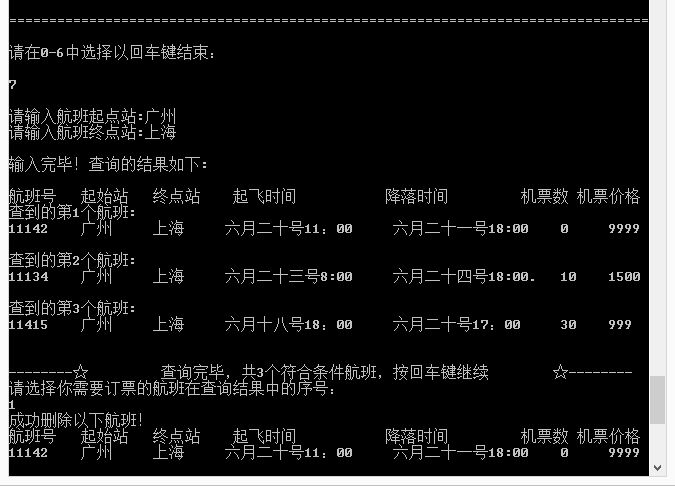 ================================================================================
请在0-6中选择以回车键结束:
7
请输入航班起点站:广州
请输入航班终点站:上海
输入完毕! 查询的结果如下:
航班号 起始站 终点站 起飞时间 降落时间 机票数 机票价格
查到的第1个航班:
11142 广州 上海 六月二十号11: 00 六月二十一号18:00 0 9999
查到的第2个航班:
11134 广州 上海 六月二十三号8:00 六月二十四号18:00. 10 1500
查到的第3个航班:
11415 广州 上海 六月十八号18: 00 六月二十号17: 00 30 999
--------☆ 查询完毕, 共3个符合条件航班, 按回车键继续 ☆--------
请选择你需要订票的航班在查询结果中的序号:
1
成功删除以下航班!
航班号 起始站 终点站 起飞时间 降落时间 机票数 机票价格
11142 广州 上海 六月二十号11: 00 六月二十一号18:00 0 9999